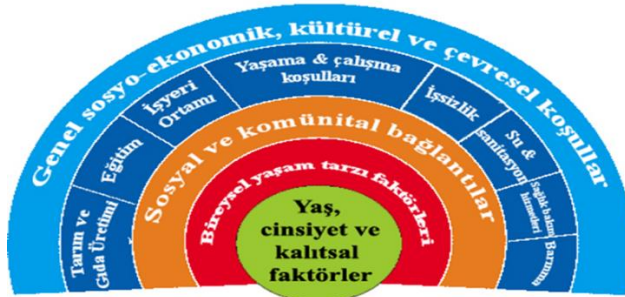 Genel sosyo-ekonomik, kültürel ve çevresel koşullar
Tarım ve
Gıda Üretimi
Eğitim
İşyeri
Ortamı
Yaşama & çalışma
koşulları
İşsizlik
Su &
sanitasyon
Sağlık bakım
hizmetleri
Barınma
Sosyal ve komünital bağlantılar
Bireysel yaşam tarzı faktörleri
Yaş,
cinsiyet ve
kalıtsal
faktörler